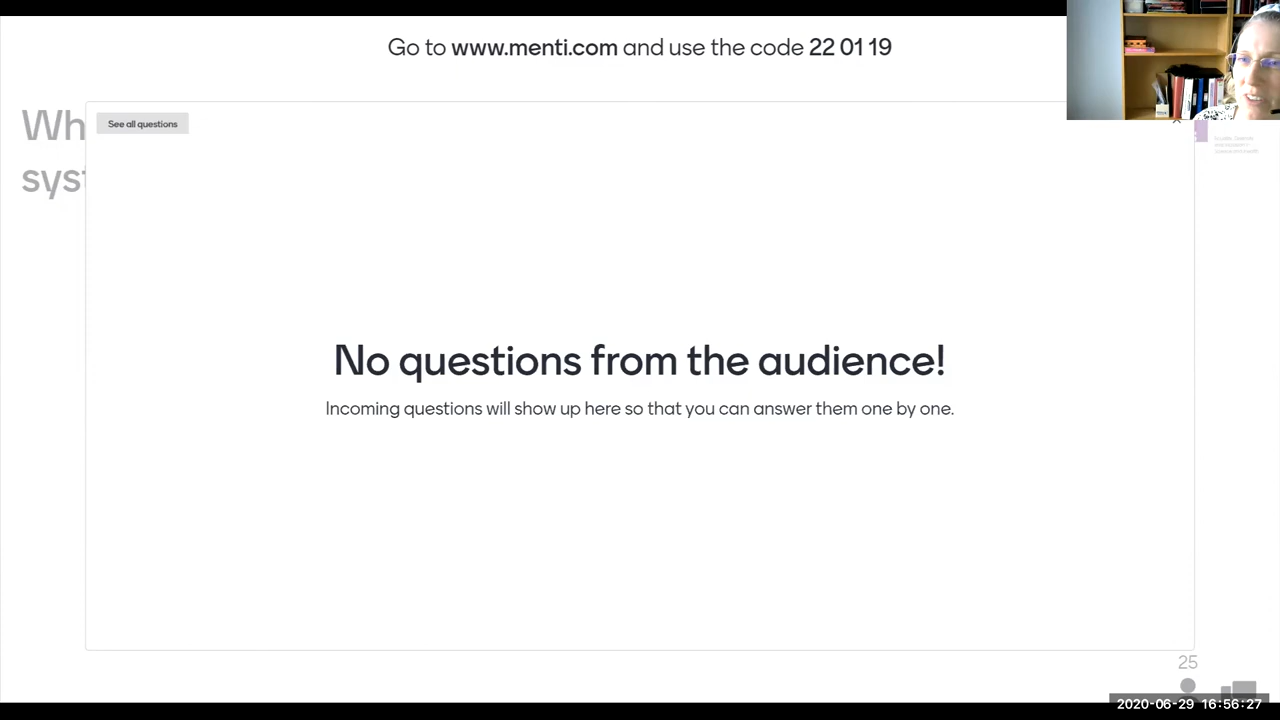 Go to www.menti.com and use the code 22 01 19
Wh
syst
See all questions
No questions from the audience!
Incoming questions will show up here so that you can answer them one by one.
25
2020-06-29 16:56:27